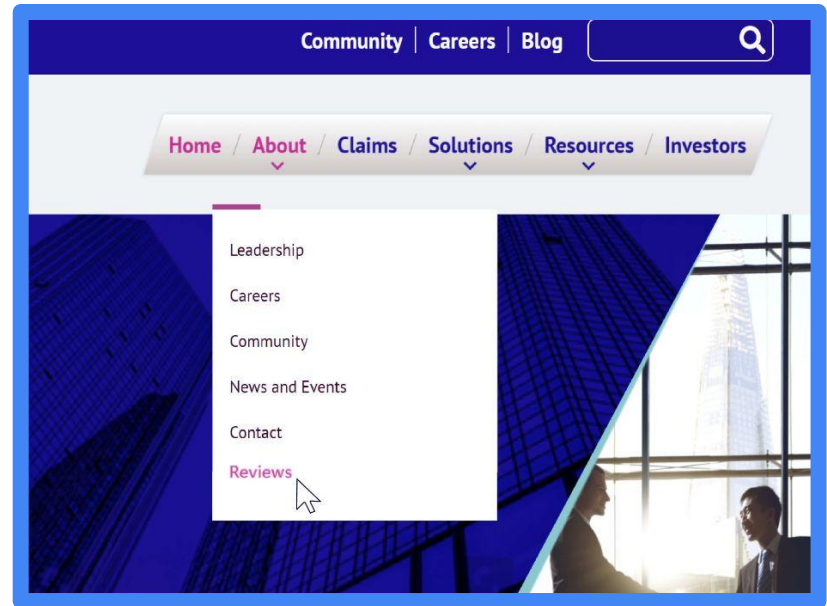 Community | Careers | Blog
Home / About / Claims / Solutions / Resources / Investors
Leadership
Careers
Community
News and Events
Contact
Reviews